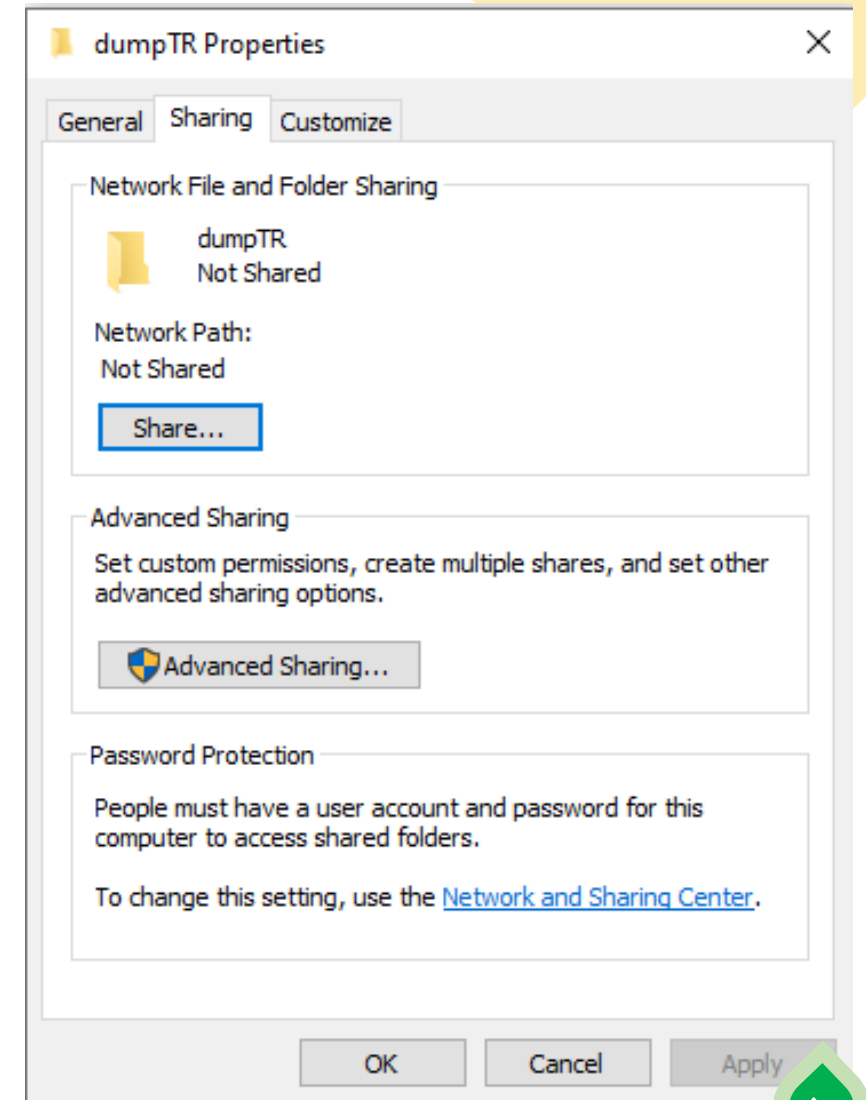 dumpTR Properties
General
Sharing
Customize
Network File and Folder Sharing
dumpTR
Not Shared
Network Path:
Not Shared
Share...
Advanced Sharing
Set custom permissions, create multiple shares, and set other
advanced sharing options.
Advanced Sharing...
Password Protection
People must have a user account and password for this
computer to access shared folders.
To change this setting, use the Network and Sharing Center.
OK
Cancel
Apply